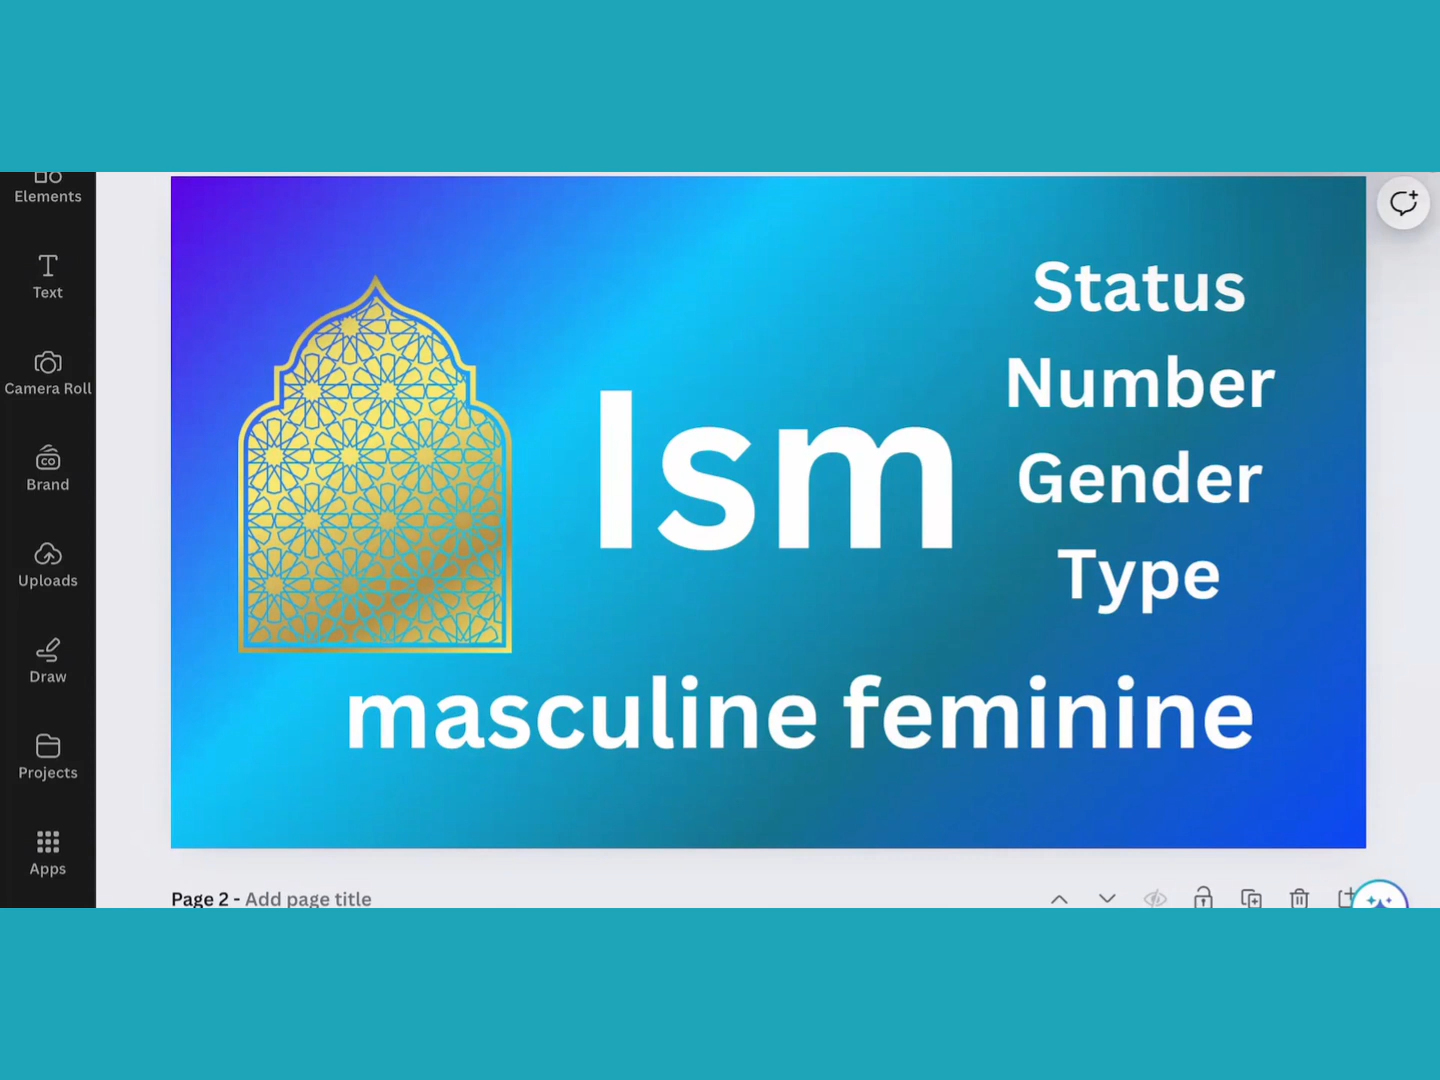 Elements
Text
Camera Roll
CO
Brand
Uploads
Draw
Projects
Apps
Ism
Status
Number
Gender
Type
masculine feminine
Page 2 - Add page title